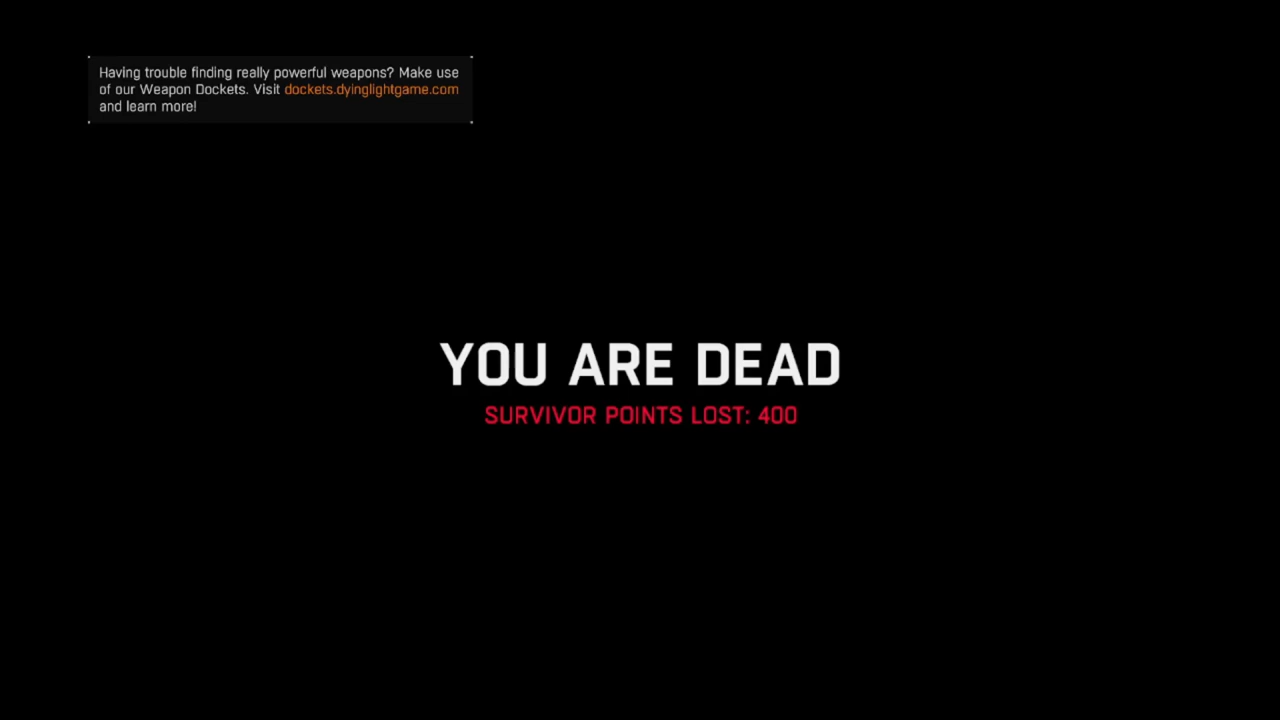 Having trouble finding really powerful weapons? Make use
of our Weapon Dockets. Visit dockets.dyinglightgame.com
and learn more!
YOU ARE DEAD
SURVIVOR POINTS LOST: 400